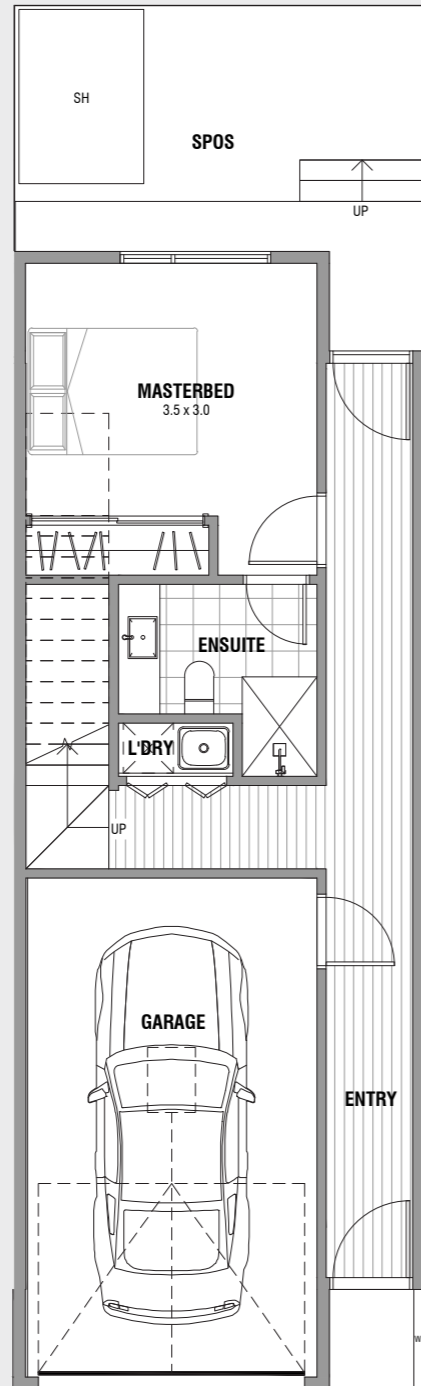 SH
SPOS
UP
MASTERBED
3.5 x 3.0
ENSUITE
L'DRY
UP
GARAGE
ENTRY
W